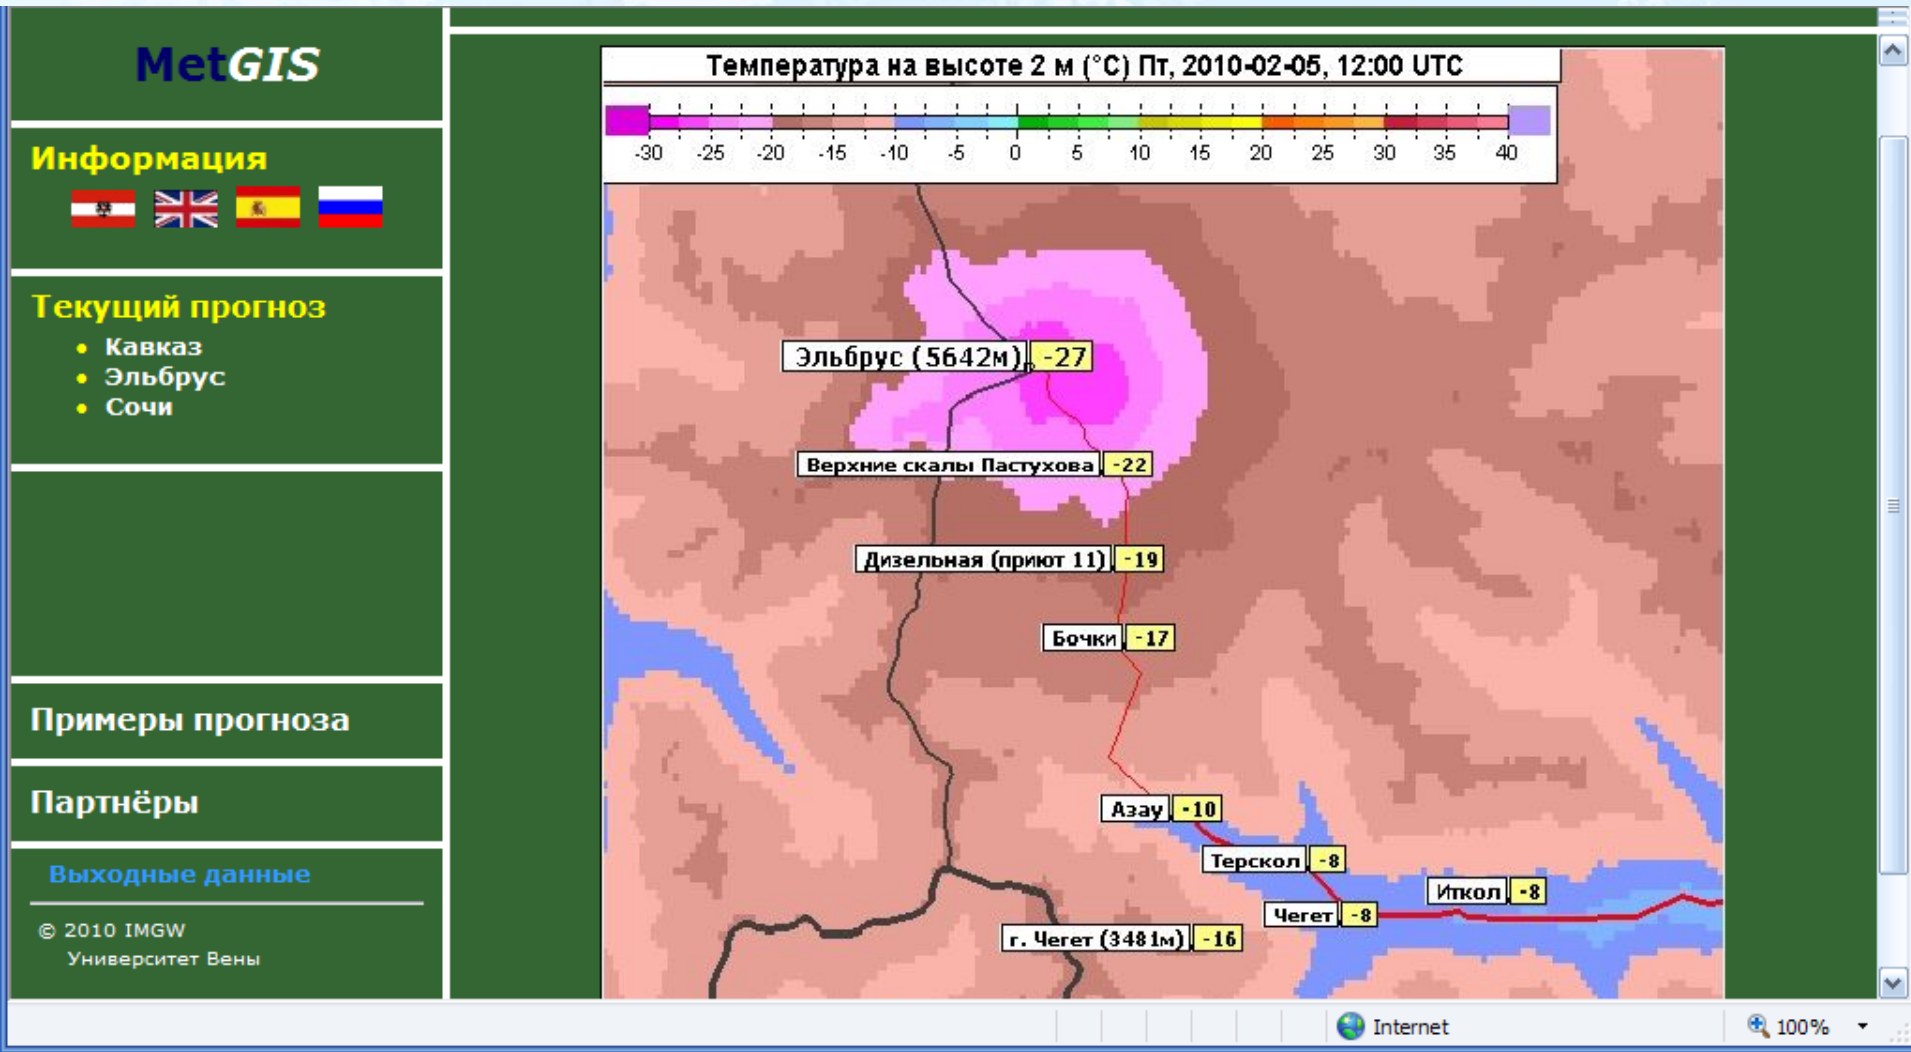 MetGIS
Информация
Текущий прогноз
Кавказ
Эльбрус
Сочи
Примеры прогноза
Партнёры
Выходные данные
© 2010 IMGW
Университет Вены
Температура на высоте 2 м (°C) Пт, 2010-02-05, 12:00 UTC
-30 -25 -20 -15 -10 -5 0 5 10 15 20 25 30 35 40
Эльбрус (5642м) -27
Верхние скалы Пастухова -22
Дизельная (приют 11) -19
Бочки -17
Азау -10
Терскол -8
Иткол -8
Чегет -8
г. Чегет (3481м) -16
Internet
100%